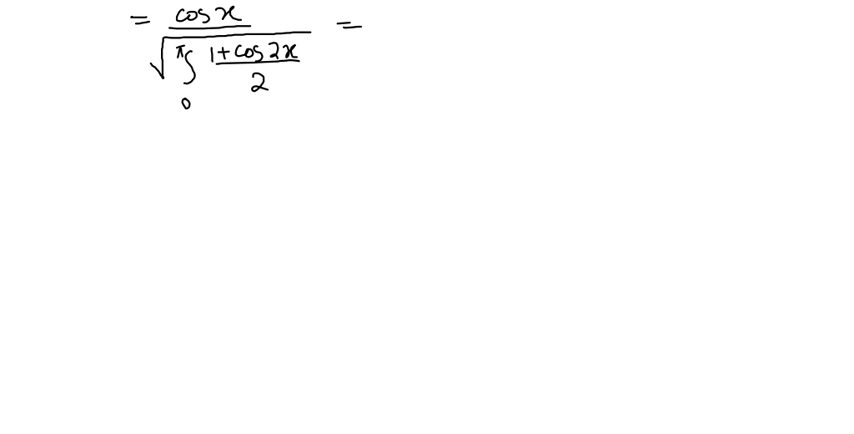 = cos x / √(∫₀^π (1 + cos 2x)/2) =